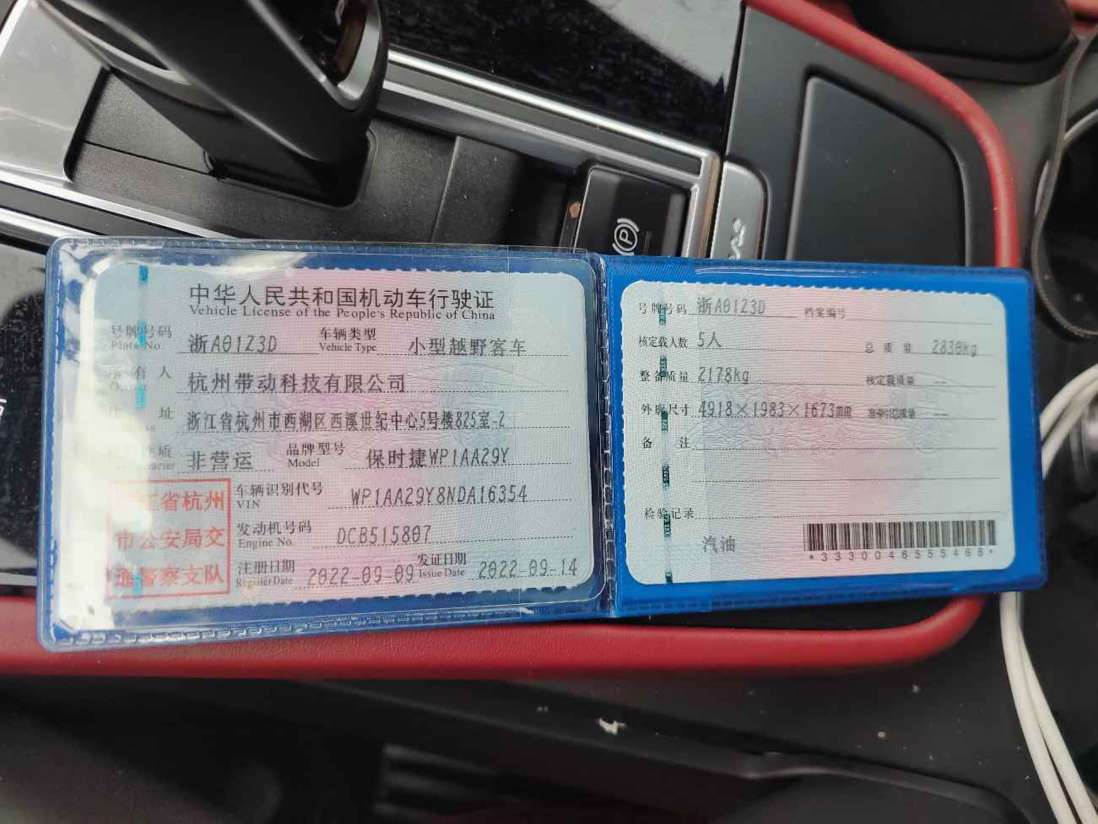 中华人民共和国机动车行驶证
Vehicle License of the People's Republic of China
号牌号码 浙A01Z3D 车辆类型 小型越野客车
Plate No. Vehicle Type
有人 杭州带动科技有限公司
址 浙江省杭州市西湖区西溪世纪中心5号楼825室-2
质 非营运 品牌型号 保时捷WP1AA29Y
Model
车辆识别代号 WP1AA29Y8NDA16354
VIN
发动机号码 DCB515807
Engine No.
注册日期 2022-09-09 发证日期 2022-09-14
Register Date Issue Date
江省杭州
市公安局交
通警察支队
号牌号码 浙A01Z3D 档案编号
核定载人数 5人 总质量 2830kg
整备质量 2178kg 核定载质量 --
外廓尺寸 4918×1983×1673mm 准牵引总质量 --
备注
检验记录
汽油
*3330046555468*
(P)